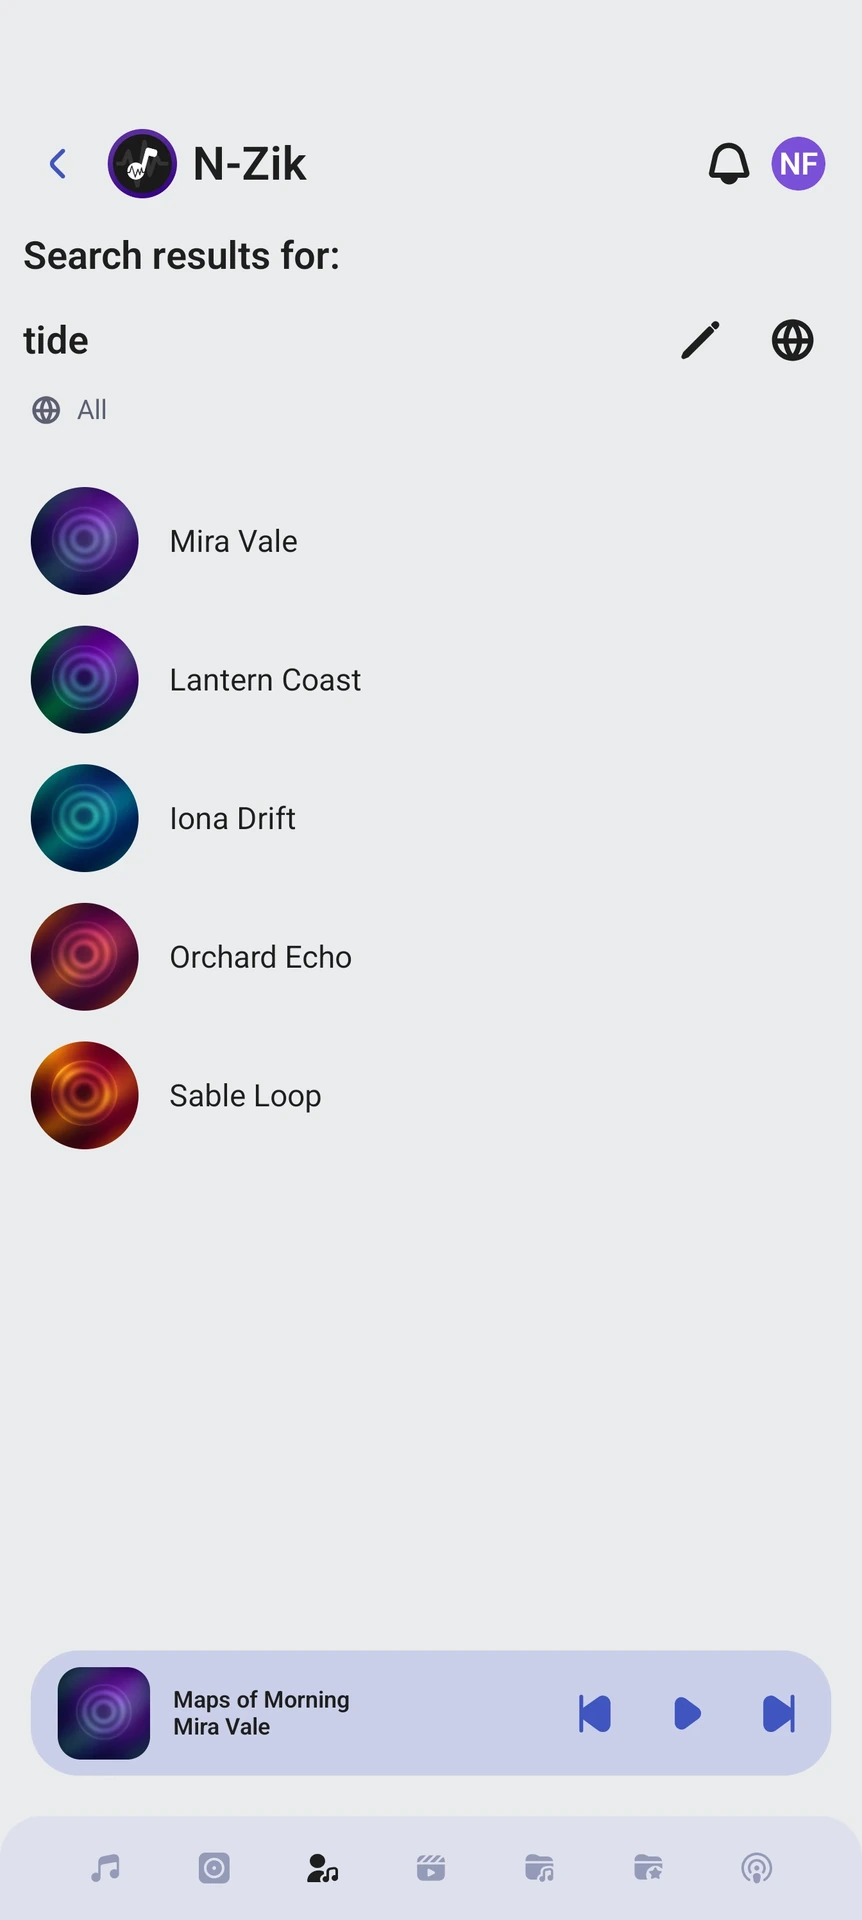 N-Zik
NF
Search results for:
tide
All
Mira Vale
Lantern Coast
Iona Drift
Orchard Echo
Sable Loop
Maps of Morning
Mira Vale